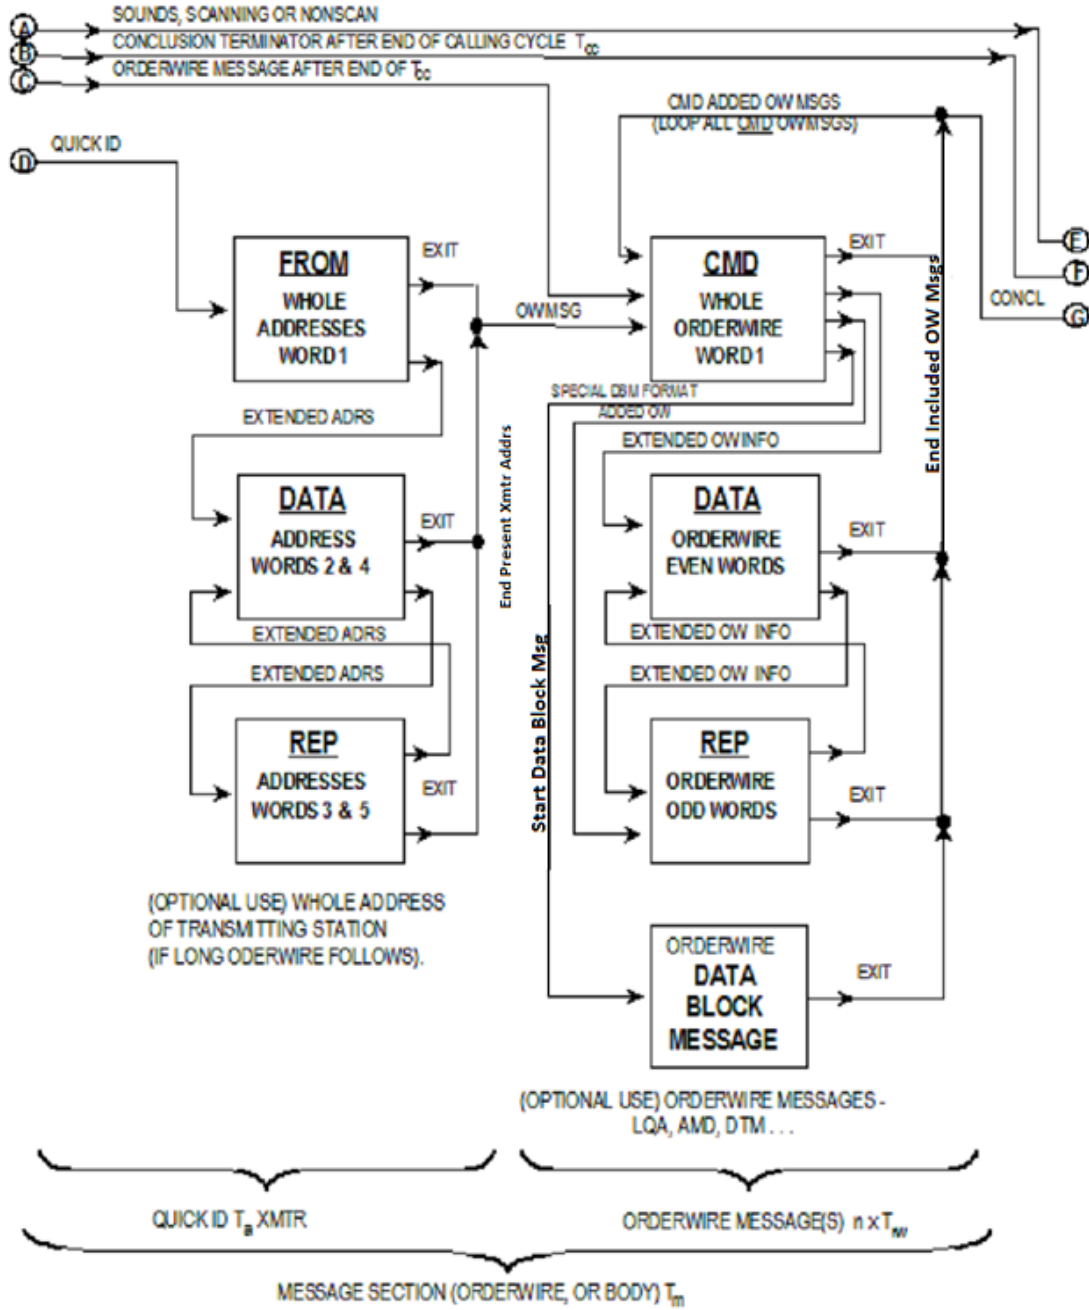 A
SOUNDS, SCANNING OR NONSCAN
B
CONCLUSION TERMINATOR AFTER END OF CALLING CYCLE Tcc
C
ORDERWIRE MESSAGE AFTER END OF Tcc
CMD ADDED OW MSGS
(LOOP ALL CMD OWMSGS)
D
QUICK ID
E
F
CONCL
G
FROM
WHOLE
ADDRESSES
WORD 1
EXIT
OWMSG
CMD
WHOLE
ORDERWIRE
WORD 1
EXIT
EXTENDED ADRS
SPECIAL DBM FORMAT
ADDED OW
EXTENDED OW INFO
End Included OW Msgs
DATA
ADDRESS
WORDS 2 & 4
EXIT
End Present Xmtr Addrs
DATA
ORDERWIRE
EVEN WORDS
EXIT
EXTENDED ADRS
EXTENDED ADRS
EXTENDED OW INFO
EXTENDED OW INFO
Start Data Block Msg
REP
ADDRESSES
WORDS 3 & 5
EXIT
REP
ORDERWIRE
ODD WORDS
EXIT
(OPTIONAL USE) WHOLE ADDRESS
OF TRANSMITTING STATION
(IF LONG ODERWIRE FOLLOWS).
ORDERWIRE
DATA
BLOCK
MESSAGE
EXIT
(OPTIONAL USE) ORDERWIRE MESSAGES -
LQA, AMD, DTM . . .
QUICK ID Ta XMTR
ORDERWIRE MESSAGE(S) n x Trw
MESSAGE SECTION (ORDERWIRE, OR BODY) Tm